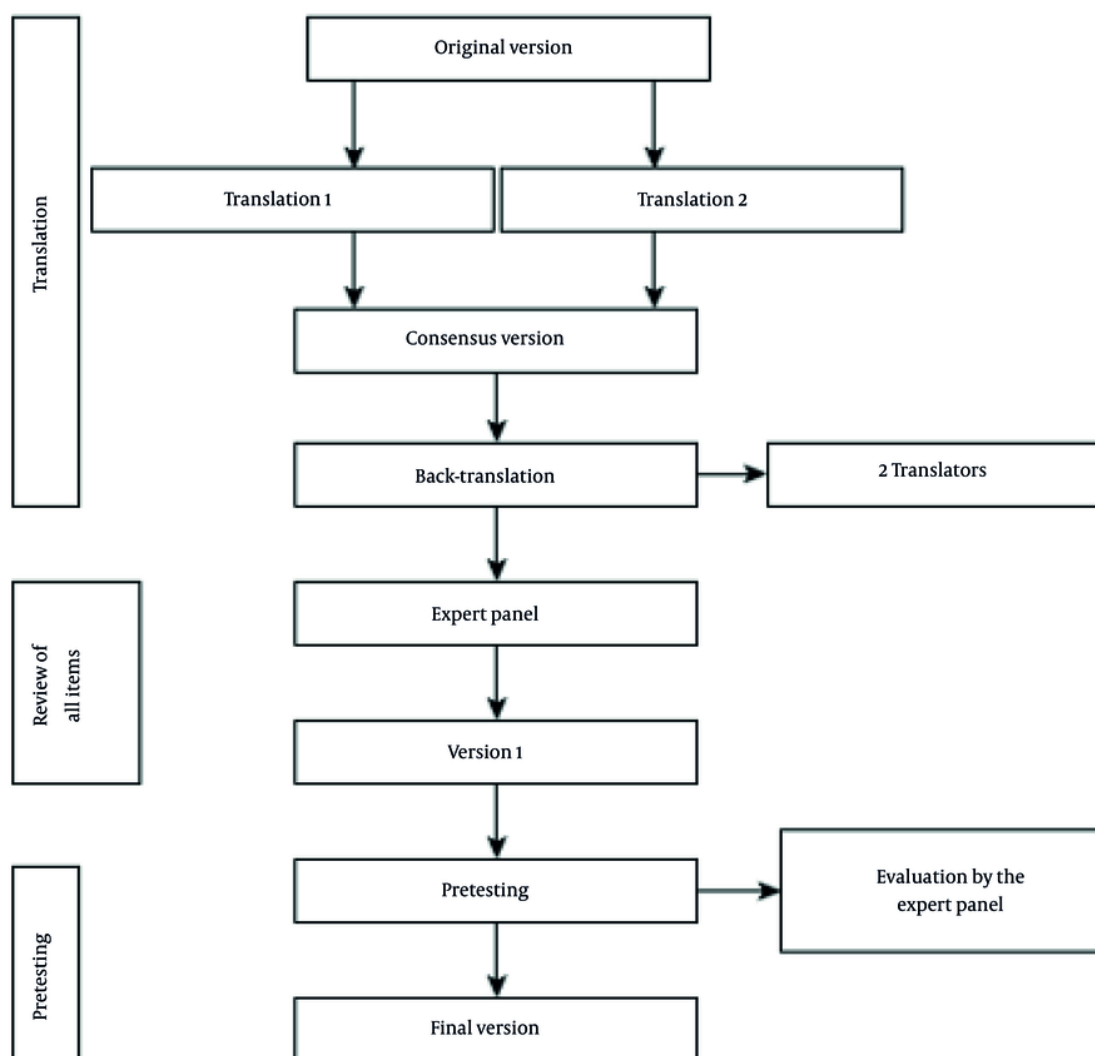 Original version
Translation 1
Translation 2
Translation
Consensus version
Back-translation
2 Translators
Expert panel
Review of
all items
Version 1
Pretesting
Evaluation by the
expert panel
Pretesting
Final version